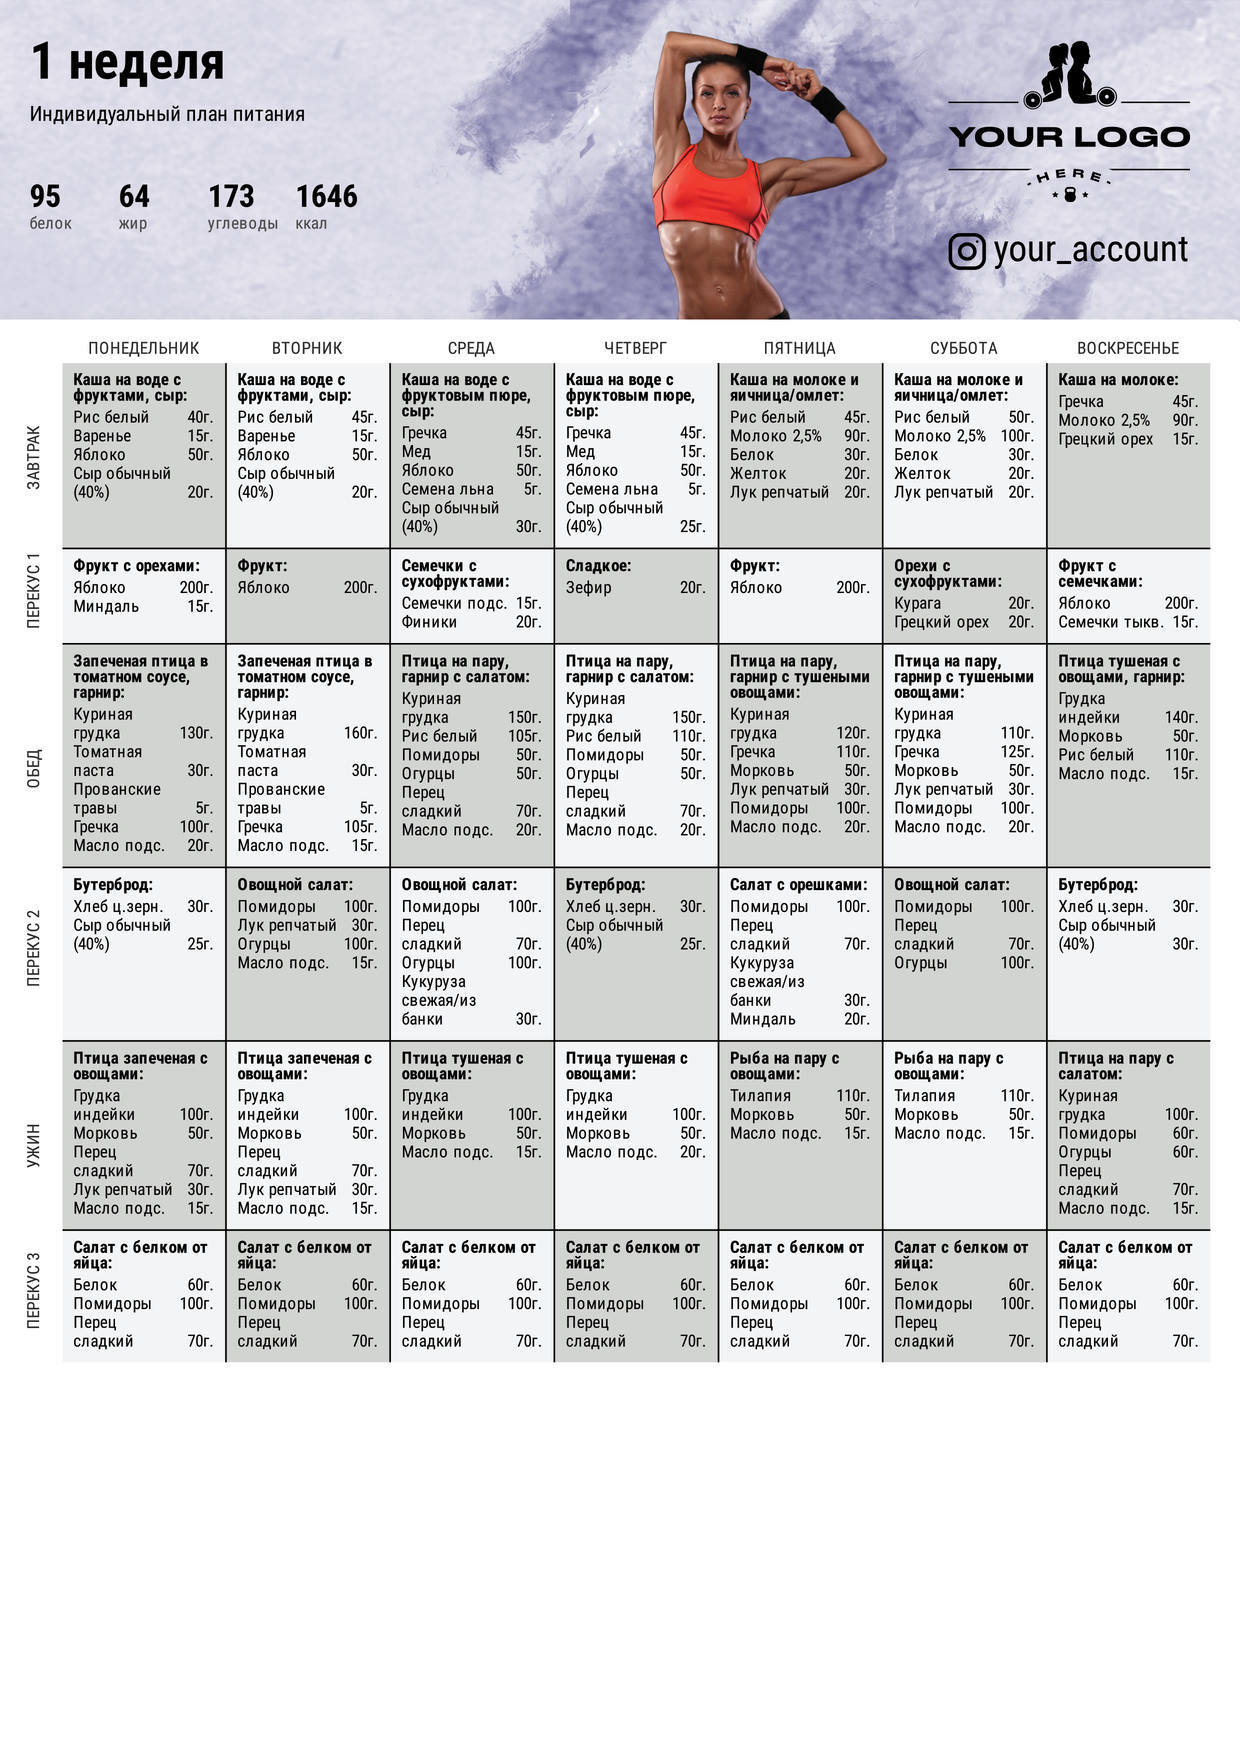 1 неделя
Индивидуальный план питания
95 64 173 1646
белок жир углеводы ккал
YOUR LOGO
- HERE -
your_account
ПОНЕДЕЛЬНИК ВТОРНИК СРЕДА ЧЕТВЕРГ ПЯТНИЦА СУББОТА ВОСКРЕСЕНЬЕ
ЗАВТРАК
Каша на воде с
фруктами, сыр:
Рис белый 40г.
Варенье 15г.
Яблоко 50г.
Сыр обычный
(40%) 20г.
Каша на воде с
фруктами, сыр:
Рис белый 45г.
Варенье 15г.
Яблоко 50г.
Сыр обычный
(40%) 20г.
Каша на воде с
фруктовым пюре,
сыр:
Гречка 45г.
Мед 15г.
Яблоко 50г.
Семена льна 5г.
Сыр обычный
(40%) 30г.
Каша на воде с
фруктовым пюре,
сыр:
Гречка 45г.
Мед 15г.
Яблоко 50г.
Семена льна 5г.
Сыр обычный
(40%) 25г.
Каша на молоке и
яичница/омлет:
Рис белый 45г.
Молоко 2,5% 90г.
Белок 30г.
Желток 20г.
Лук репчатый 20г.
Каша на молоке и
яичница/омлет:
Рис белый 50г.
Молоко 2,5% 100г.
Белок 30г.
Желток 20г.
Лук репчатый 20г.
Каша на молоке:
Гречка 45г.
Молоко 2,5% 90г.
Грецкий орех 15г.
ПЕРЕКУС 1
Фрукт с орехами:
Яблоко 200г.
Миндаль 15г.
Фрукт:
Яблоко 200г.
Семечки с
сухофруктами:
Семечки подс. 15г.
Финики 20г.
Сладкое:
Зефир 20г.
Фрукт:
Яблоко 200г.
Орехи с
сухофруктами:
Курага 20г.
Грецкий орех 20г.
Фрукт с
семечками:
Яблоко 200г.
Семечки тыкв. 15г.
ОБЕД
Запеченая птица в
томатном соусе,
гарнир:
Куриная
грудка 130г.
Томатная
паста 30г.
Прованские
травы 5г.
Гречка 100г.
Масло подс. 20г.
Запеченая птица в
томатном соусе,
гарнир:
Куриная
грудка 160г.
Томатная
паста 30г.
Прованские
травы 5г.
Гречка 105г.
Масло подс. 15г.
Птица на пару,
гарнир с салатом:
Куриная
грудка 150г.
Рис белый 105г.
Помидоры 50г.
Огурцы 50г.
Перец
сладкий 70г.
Масло подс. 20г.
Птица на пару,
гарнир с салатом:
Куриная
грудка 150г.
Рис белый 110г.
Помидоры 50г.
Огурцы 50г.
Перец
сладкий 70г.
Масло подс. 20г.
Птица на пару,
гарнир с тушеными
овощами:
Куриная
грудка 120г.
Гречка 110г.
Морковь 50г.
Лук репчатый 30г.
Помидоры 100г.
Масло подс. 20г.
Птица на пару,
гарнир с тушеными
овощами:
Куриная
грудка 110г.
Гречка 125г.
Морковь 50г.
Лук репчатый 30г.
Помидоры 100г.
Масло подс. 20г.
Птица тушеная с
овощами, гарнир:
Грудка
индейки 140г.
Морковь 50г.
Рис белый 110г.
Масло подс. 15г.
ПЕРЕКУС 2
Бутерброд:
Хлеб ц.зерн. 30г.
Сыр обычный
(40%) 25г.
Овощной салат:
Помидоры 100г.
Лук репчатый 30г.
Огурцы 100г.
Масло подс. 15г.
Овощной салат:
Помидоры 100г.
Перец
сладкий 70г.
Огурцы 100г.
Кукуруза
свежая/из
банки 30г.
Бутерброд:
Хлеб ц.зерн. 30г.
Сыр обычный
(40%) 25г.
Салат с орешками:
Помидоры 100г.
Перец
сладкий 70г.
Кукуруза
свежая/из
банки 30г.
Миндаль 20г.
Овощной салат:
Помидоры 100г.
Перец
сладкий 70г.
Огурцы 100г.
Бутерброд:
Хлеб ц.зерн. 30г.
Сыр обычный
(40%) 30г.
УЖИН
Птица запеченая с
овощами:
Грудка
индейки 100г.
Морковь 50г.
Перец
сладкий 70г.
Лук репчатый 30г.
Масло подс. 15г.
Птица запеченая с
овощами:
Грудка
индейки 100г.
Морковь 50г.
Перец
сладкий 70г.
Лук репчатый 30г.
Масло подс. 15г.
Птица тушеная с
овощами:
Грудка
индейки 100г.
Морковь 50г.
Масло подс. 15г.
Птица тушеная с
овощами:
Грудка
индейки 100г.
Морковь 50г.
Масло подс. 20г.
Рыба на пару с
овощами:
Тилапия 110г.
Морковь 50г.
Масло подс. 15г.
Рыба на пару с
овощами:
Тилапия 110г.
Морковь 50г.
Масло подс. 15г.
Птица на пару с
салатом:
Куриная
грудка 100г.
Помидоры 60г.
Огурцы 60г.
Перец
сладкий 70г.
Масло подс. 15г.
ПЕРЕКУС 3
Салат с белком от
яйца:
Белок 60г.
Помидоры 100г.
Перец
сладкий 70г.
Салат с белком от
яйца:
Белок 60г.
Помидоры 100г.
Перец
сладкий 70г.
Салат с белком от
яйца:
Белок 60г.
Помидоры 100г.
Перец
сладкий 70г.
Салат с белком от
яйца:
Белок 60г.
Помидоры 100г.
Перец
сладкий 70г.
Салат с белком от
яйца:
Белок 60г.
Помидоры 100г.
Перец
сладкий 70г.
Салат с белком от
яйца:
Белок 60г.
Помидоры 100г.
Перец
сладкий 70г.
Салат с белком от
яйца:
Белок 60г.
Помидоры 100г.
Перец
сладкий 70г.